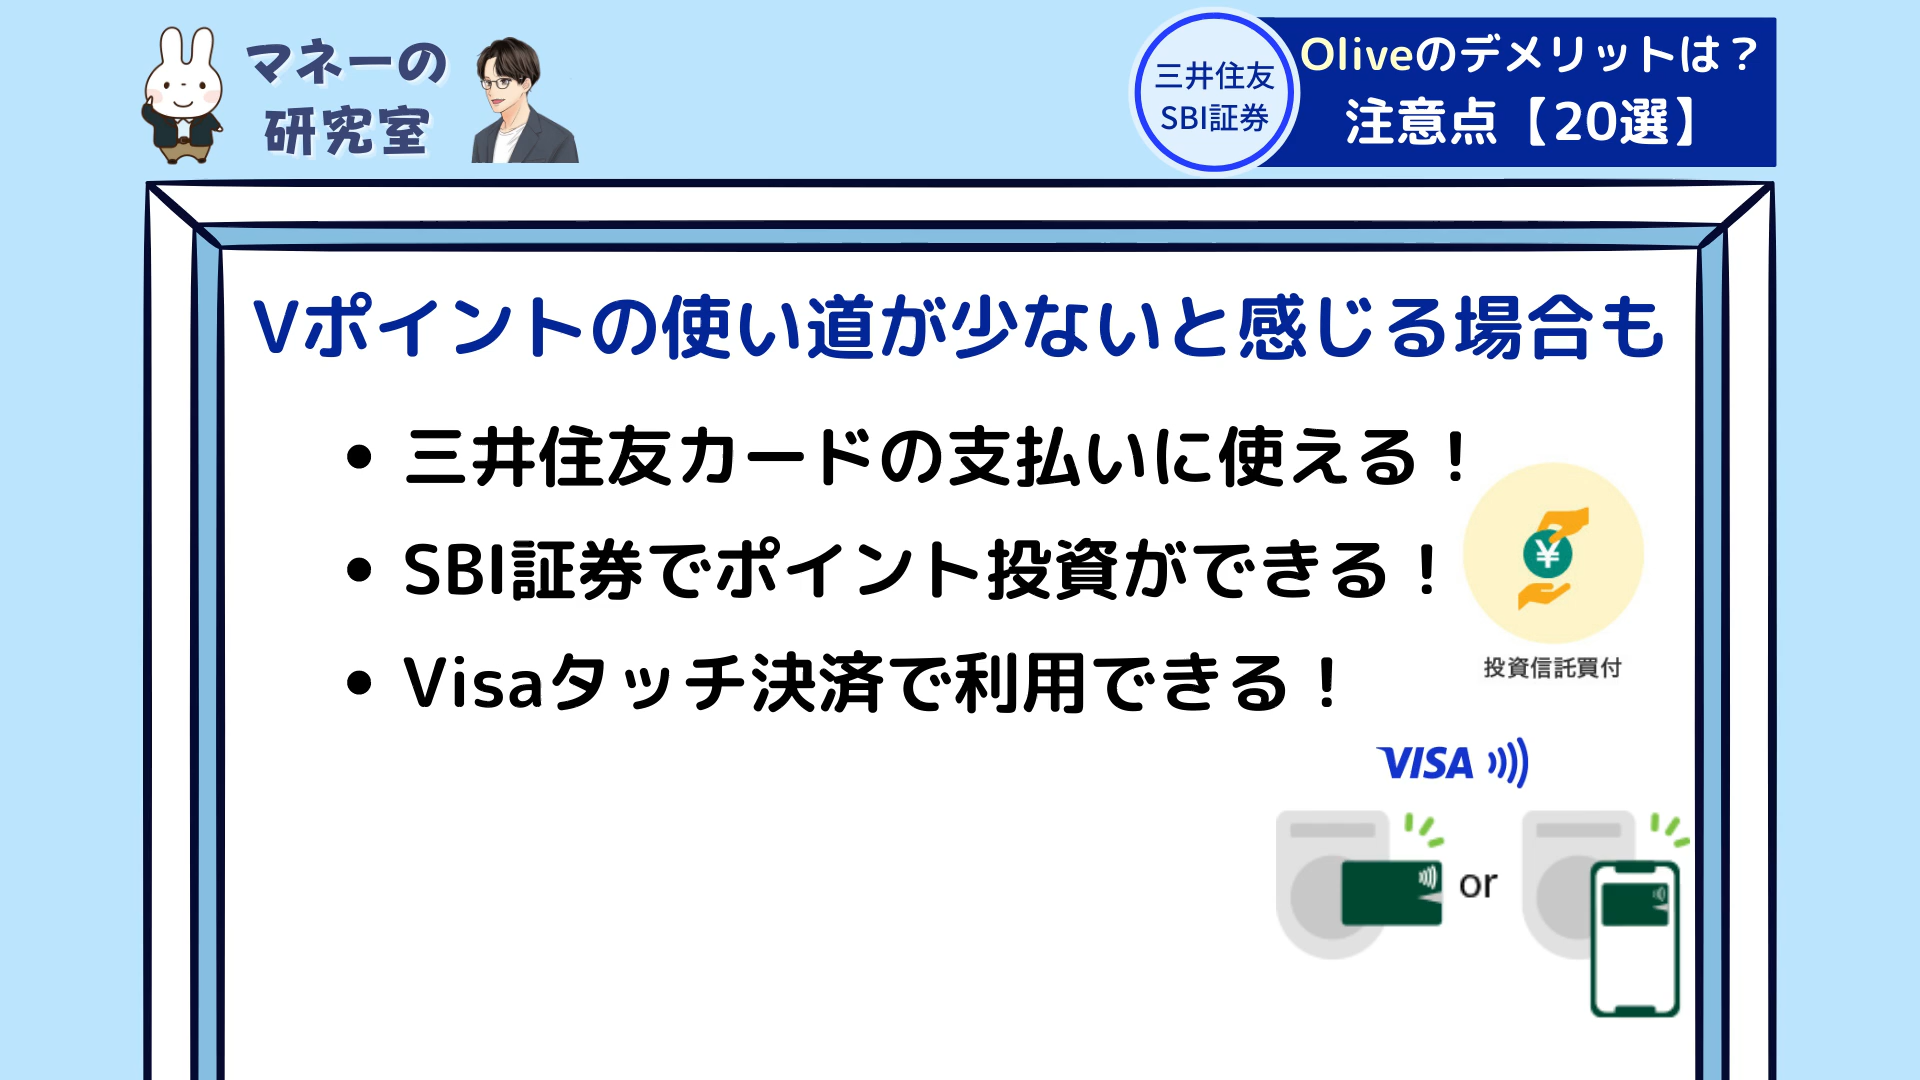 マネーの
研究室
三井住友
SBI証券
Oliveのデメリットは？
注意点【20選】
Vポイントの使い道が少ないと感じる場合も
• 三井住友カードの支払いに使える！
• SBI証券でポイント投資ができる！
• Visaタッチ決済で利用できる！
¥
投資信託買付
VISA
or